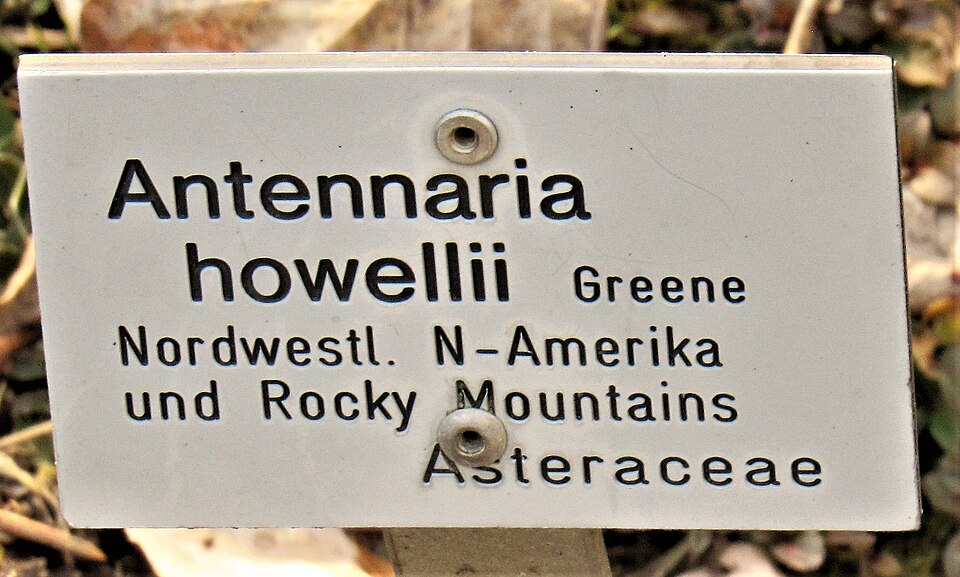 Antennaria
howellii Greene
Nordwestl. N-Amerika
und Rocky Mountains
Asteraceae